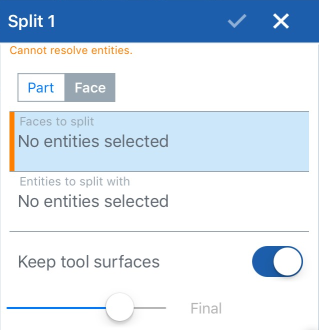 Split 1
Cannot resolve entities.
Part Face
Faces to split
No entities selected
Entities to split with
No entities selected
Keep tool surfaces
Final